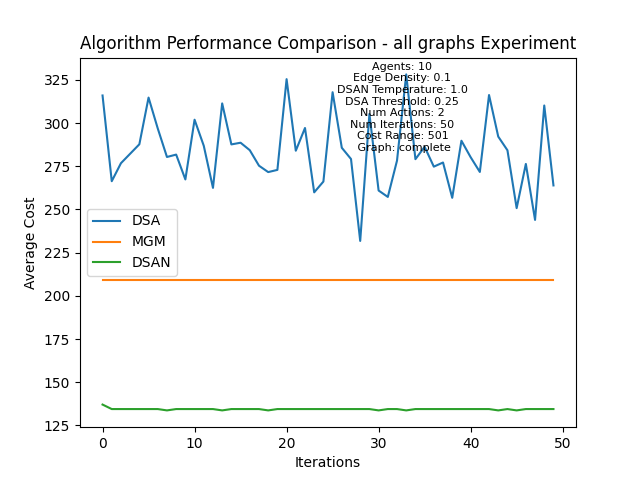 Algorithm Performance Comparison - all graphs Experiment
Agents: 10
Edge Density: 0.1
DSAN Temperature: 1.0
DSA Threshold: 0.25
Num Actions: 2
Num Iterations: 50
Cost Range: 501
Graph: complete
325
300
275
250
225
200
175
150
125
Average Cost
DSA
MGM
DSAN
0
10
20
30
40
50
Iterations